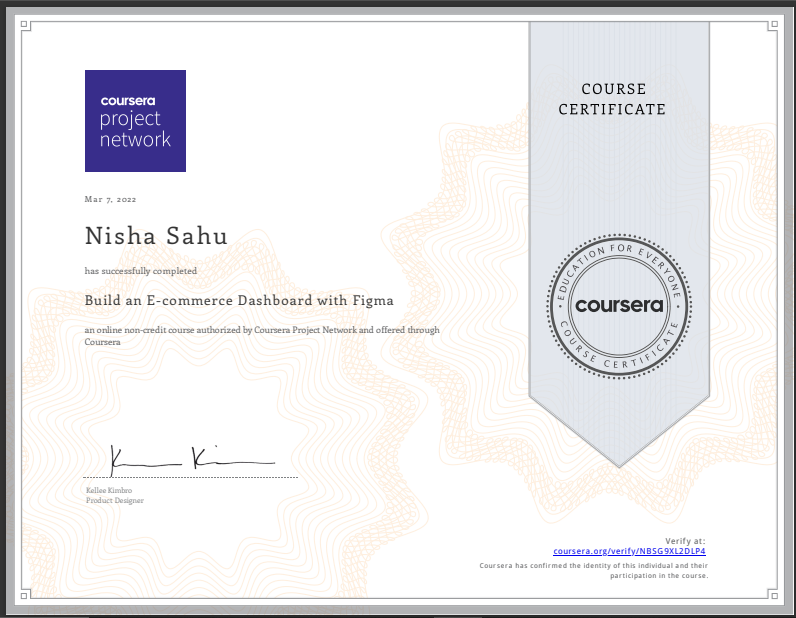 coursera
project
network
COURSE
CERTIFICATE
Mar 7, 2022
Nisha Sahu
has successfully completed
Build an E-commerce Dashboard with Figma
an online non-credit course authorized by Coursera Project Network and offered through
Coursera
EDUCATION FOR EVERYONE
coursera
COURSE CERTIFICATE
Kellee Kimbro
Product Designer
Verify at:
coursera.org/verify/NBSG9XL2DLP4
Coursera has confirmed the identity of this individual and their
participation in the course.